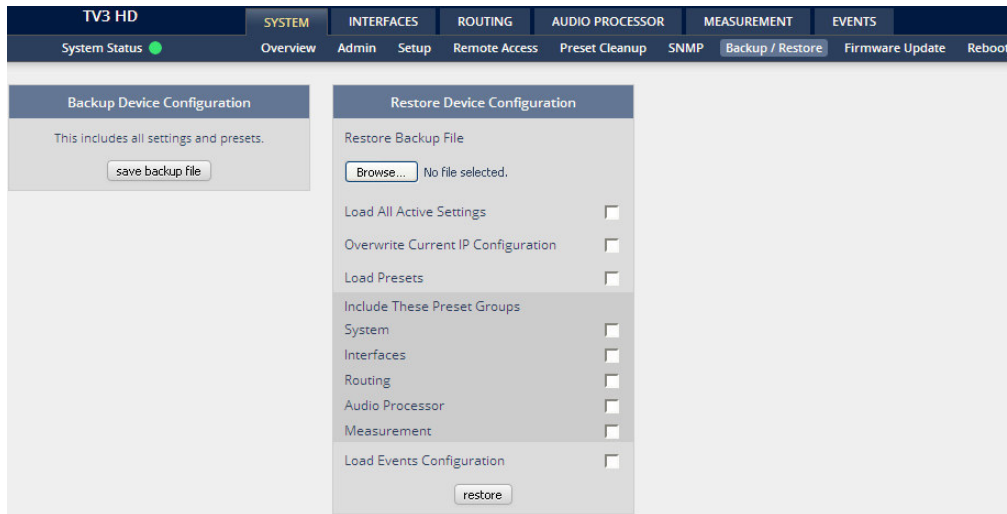 TV3 HD
SYSTEM INTERFACES ROUTING AUDIO PROCESSOR MEASUREMENT EVENTS
System Status Overview Admin Setup Remote Access Preset Cleanup SNMP Backup / Restore Firmware Update Reboot
Backup Device Configuration
This includes all settings and presets.
save backup file
Restore Device Configuration
Restore Backup File
Browse... No file selected.
Load All Active Settings
Overwrite Current IP Configuration
Load Presets
Include These Preset Groups
System
Interfaces
Routing
Audio Processor
Measurement
Load Events Configuration
restore